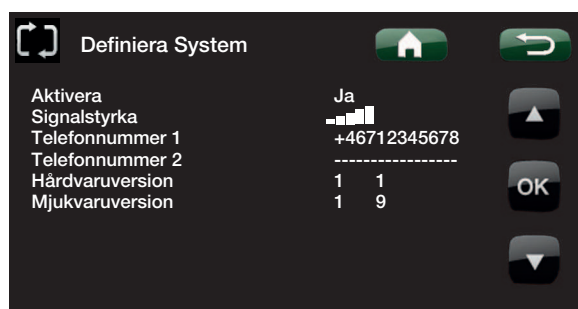 Definiera System
Aktivera Ja
Signalstyrka
Telefonnummer 1 +46712345678
Telefonnummer 2 -----------------
Hårdvaruversion 1 1
Mjukvaruversion 1 9
OK